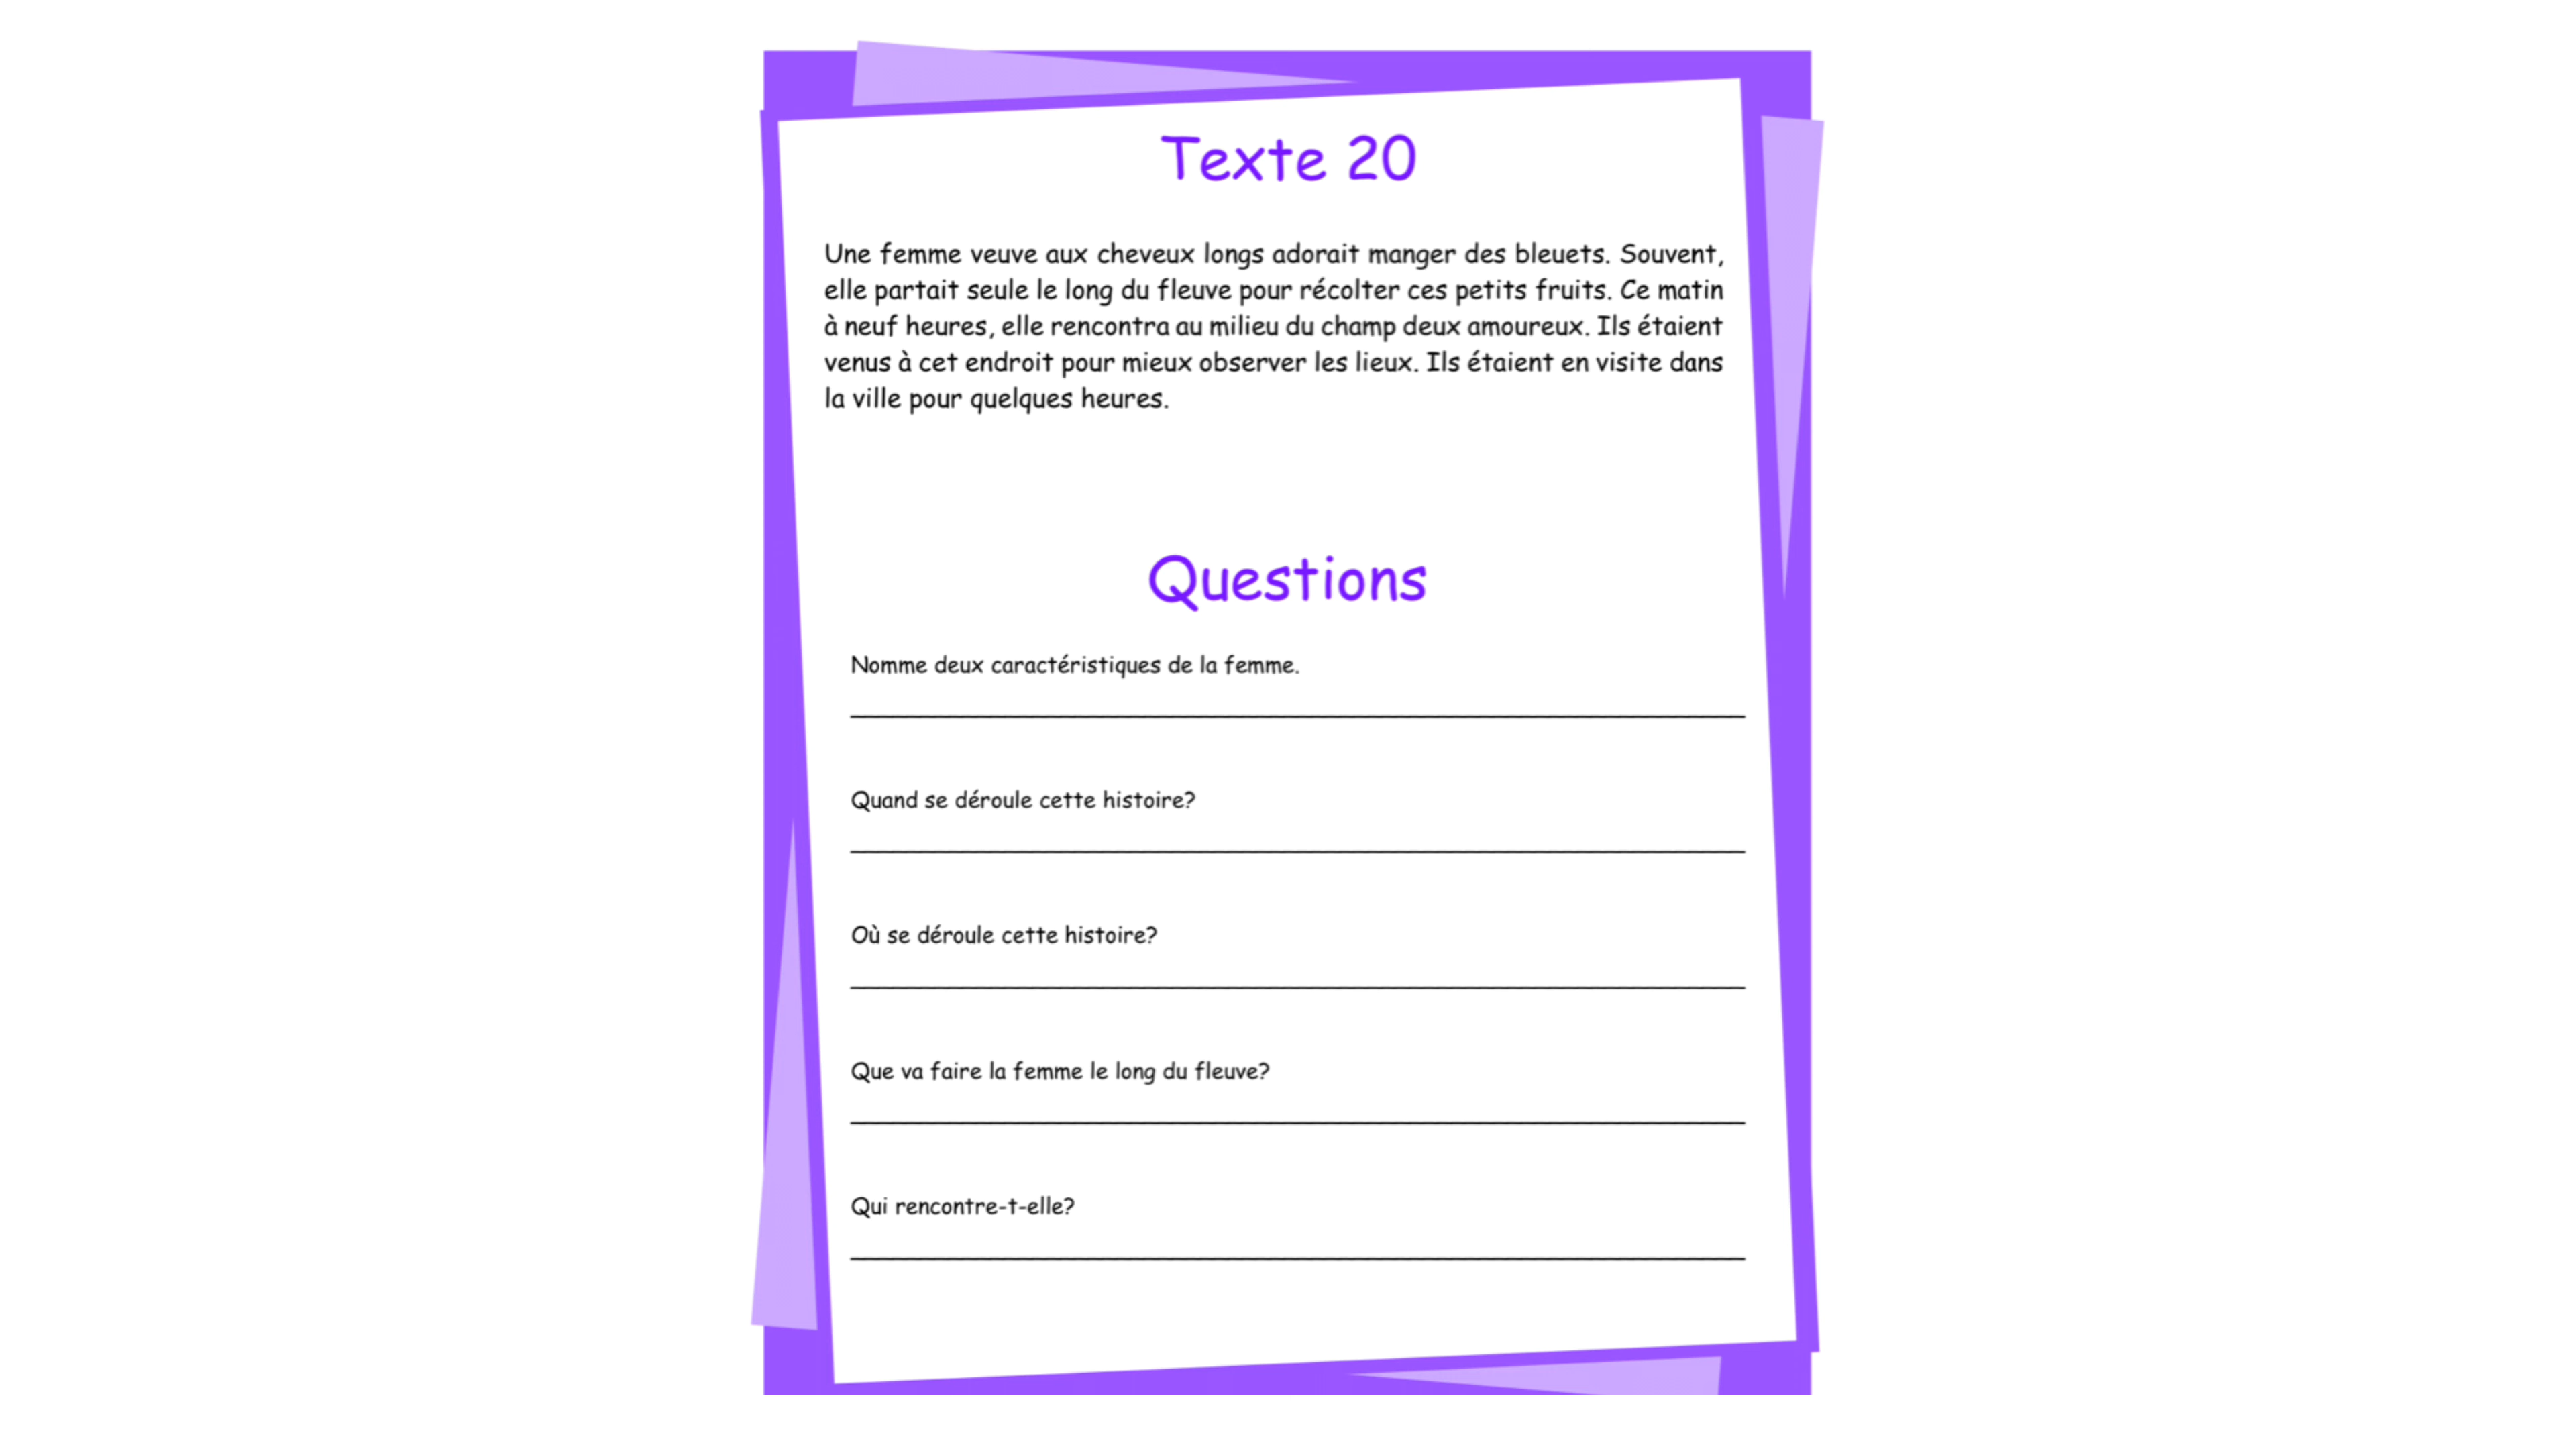 Texte 20
Une femme veuve aux cheveux longs adorait manger des bleuets. Souvent,
elle partait seule le long du fleuve pour récolter ces petits fruits. Ce matin
à neuf heures, elle rencontra au milieu du champ deux amoureux. Ils étaient
venus à cet endroit pour mieux observer les lieux. Ils étaient en visite dans
la ville pour quelques heures.
Questions
Nomme deux caractéristiques de la femme.
Quand se déroule cette histoire?
Où se déroule cette histoire?
Que va faire la femme le long du fleuve?
Qui rencontre-t-elle?